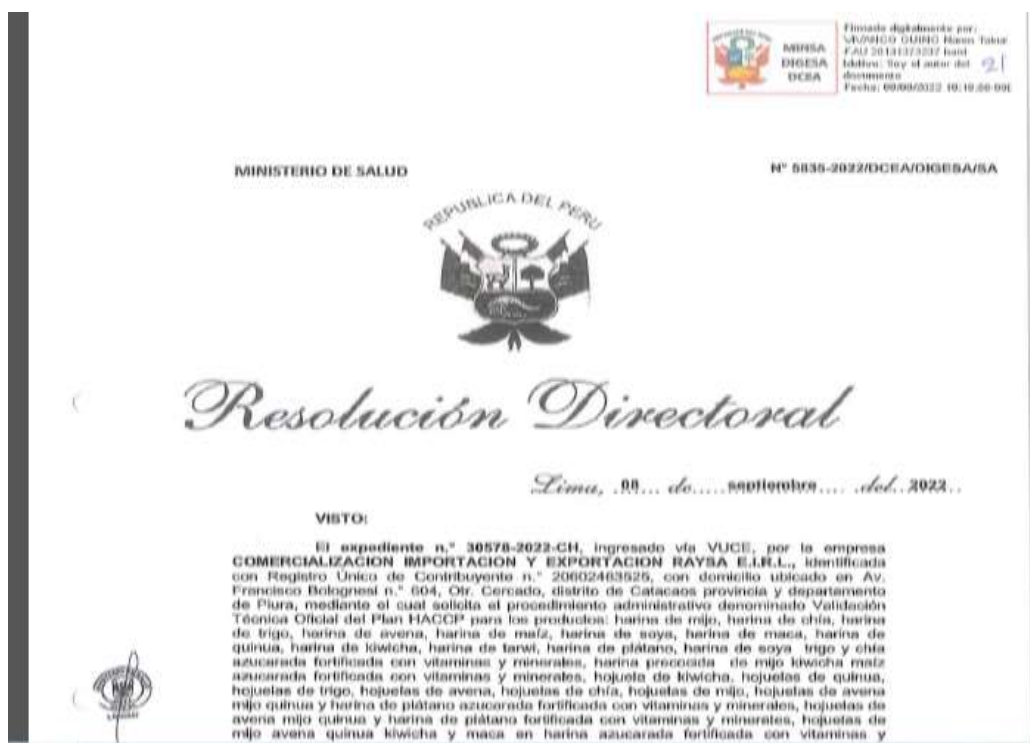 MINSA
DIGESA
DCEA
Firmado digitalmente por:
motivo: Soy el autor del
documento
21
MINISTERIO DE SALUD
N° 5835-2022/DCEA/DIGESA/SA
REPUBLICA DEL PERU
Resolución Directoral
Lima, 08 de septiembre del 2022
VISTO:
El expediente n.° 30578-2022-CH, ingresado vía VUCE, por la empresa
COMERCIALIZACION IMPORTACION Y EXPORTACION RAYSA E.I.R.L., identificada
con Registro Único de Contribuyente n.° 20602463525, con domicilio ubicado en Av.
Francisco Bolognesi n.° 604, Otr. Cercado, distrito de Catacaos provincia y departamento
de Piura, mediante el cual solicita el procedimiento administrativo denominado Validación
Técnica Oficial del Plan HACCP para los productos: harina de mijo, harina de chía, harina
de trigo, harina de avena, harina de maíz, harina de soya, harina de maca, harina de
quinua, harina de kiwicha, harina de tarwi, harina de plátano, harina de soya trigo y chía
azucarada fortificada con vitaminas y minerales, harina precocida de mijo kiwicha maíz
azucarada fortificada con vitaminas y minerales, hojuela de kiwicha, hojuelas de quinua,
hojuelas de trigo, hojuelas de avena, hojuelas de chía, hojuelas de mijo, hojuelas de avena
mijo quinua y harina de plátano azucarada fortificada con vitaminas y minerales, hojuelas de
avena mijo quinua y harina de plátano fortificada con vitaminas y minerales, hojuelas de
mijo avena quinua kiwicha y maca en harina azucarada fortificada con vitaminas y